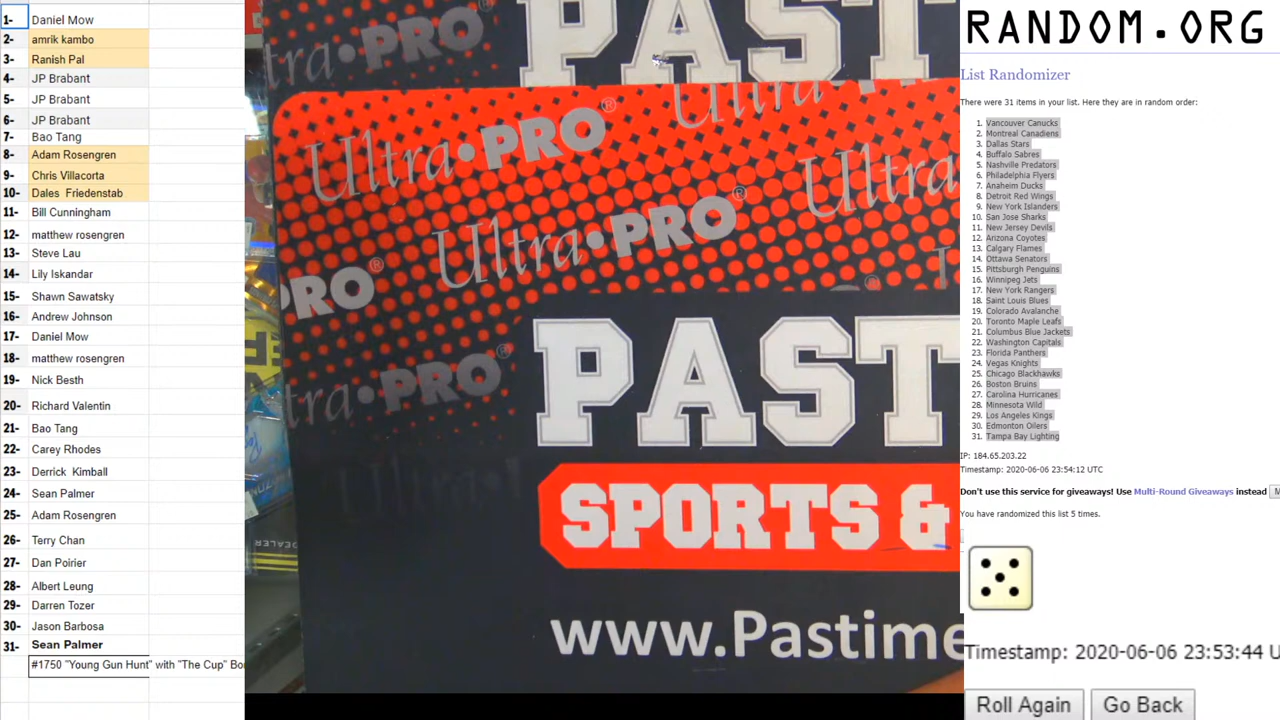 1- Daniel Mow
2- amrik kambo
3- Ranish Pal
4- JP Brabant
5- JP Brabant
6- JP Brabant
7- Bao Tang
8- Adam Rosengren
9- Chris Villacorta
10- Dales Friedenstab
11- Bill Cunningham
12- matthew rosengren
13- Steve Lau
14- Lily Iskandar
15- Shawn Sawatsky
16- Andrew Johnson
17- Daniel Mow
18- matthew rosengren
19- Nick Besth
20- Richard Valentin
21- Bao Tang
22- Carey Rhodes
23- Derrick Kimball
24- Sean Palmer
25- Adam Rosengren
26- Terry Chan
27- Dan Poirier
28- Albert Leung
29- Darren Tozer
30- Jason Barbosa
31- Sean Palmer
#1750 "Young Gun Hunt" with "The Cup" Bo
tra•PRO®
PAST
Ultra•PRO®
Ultra
Ultra•PRO®
Ultra
PRO®
tra•PRO®
PAST
SPORTS &
www.Pastime
RANDOM.ORG
List Randomizer
There were 31 items in your list. Here they are in random order:
1. Vancouver Canucks
2. Montreal Canadiens
3. Dallas Stars
4. Buffalo Sabres
5. Nashville Predators
6. Philadelphia Flyers
7. Anaheim Ducks
8. Detroit Red Wings
9. New York Islanders
10. San Jose Sharks
11. New Jersey Devils
12. Arizona Coyotes
13. Calgary Flames
14. Ottawa Senators
15. Pittsburgh Penguins
16. Winnipeg Jets
17. New York Rangers
18. Saint Louis Blues
19. Colorado Avalanche
20. Toronto Maple Leafs
21. Columbus Blue Jackets
22. Washington Capitals
23. Florida Panthers
24. Vegas Knights
25. Chicago Blackhawks
26. Boston Bruins
27. Carolina Hurricanes
28. Minnesota Wild
29. Los Angeles Kings
30. Edmonton Oilers
31. Tampa Bay Lighting
IP: 184.65.203.22
Timestamp: 2020-06-06 23:54:12 UTC
Don't use this service for giveaways! Use Multi-Round Giveaways instead
You have randomized this list 5 times.
Timestamp: 2020-06-06 23:53:44 U
Roll Again Go Back